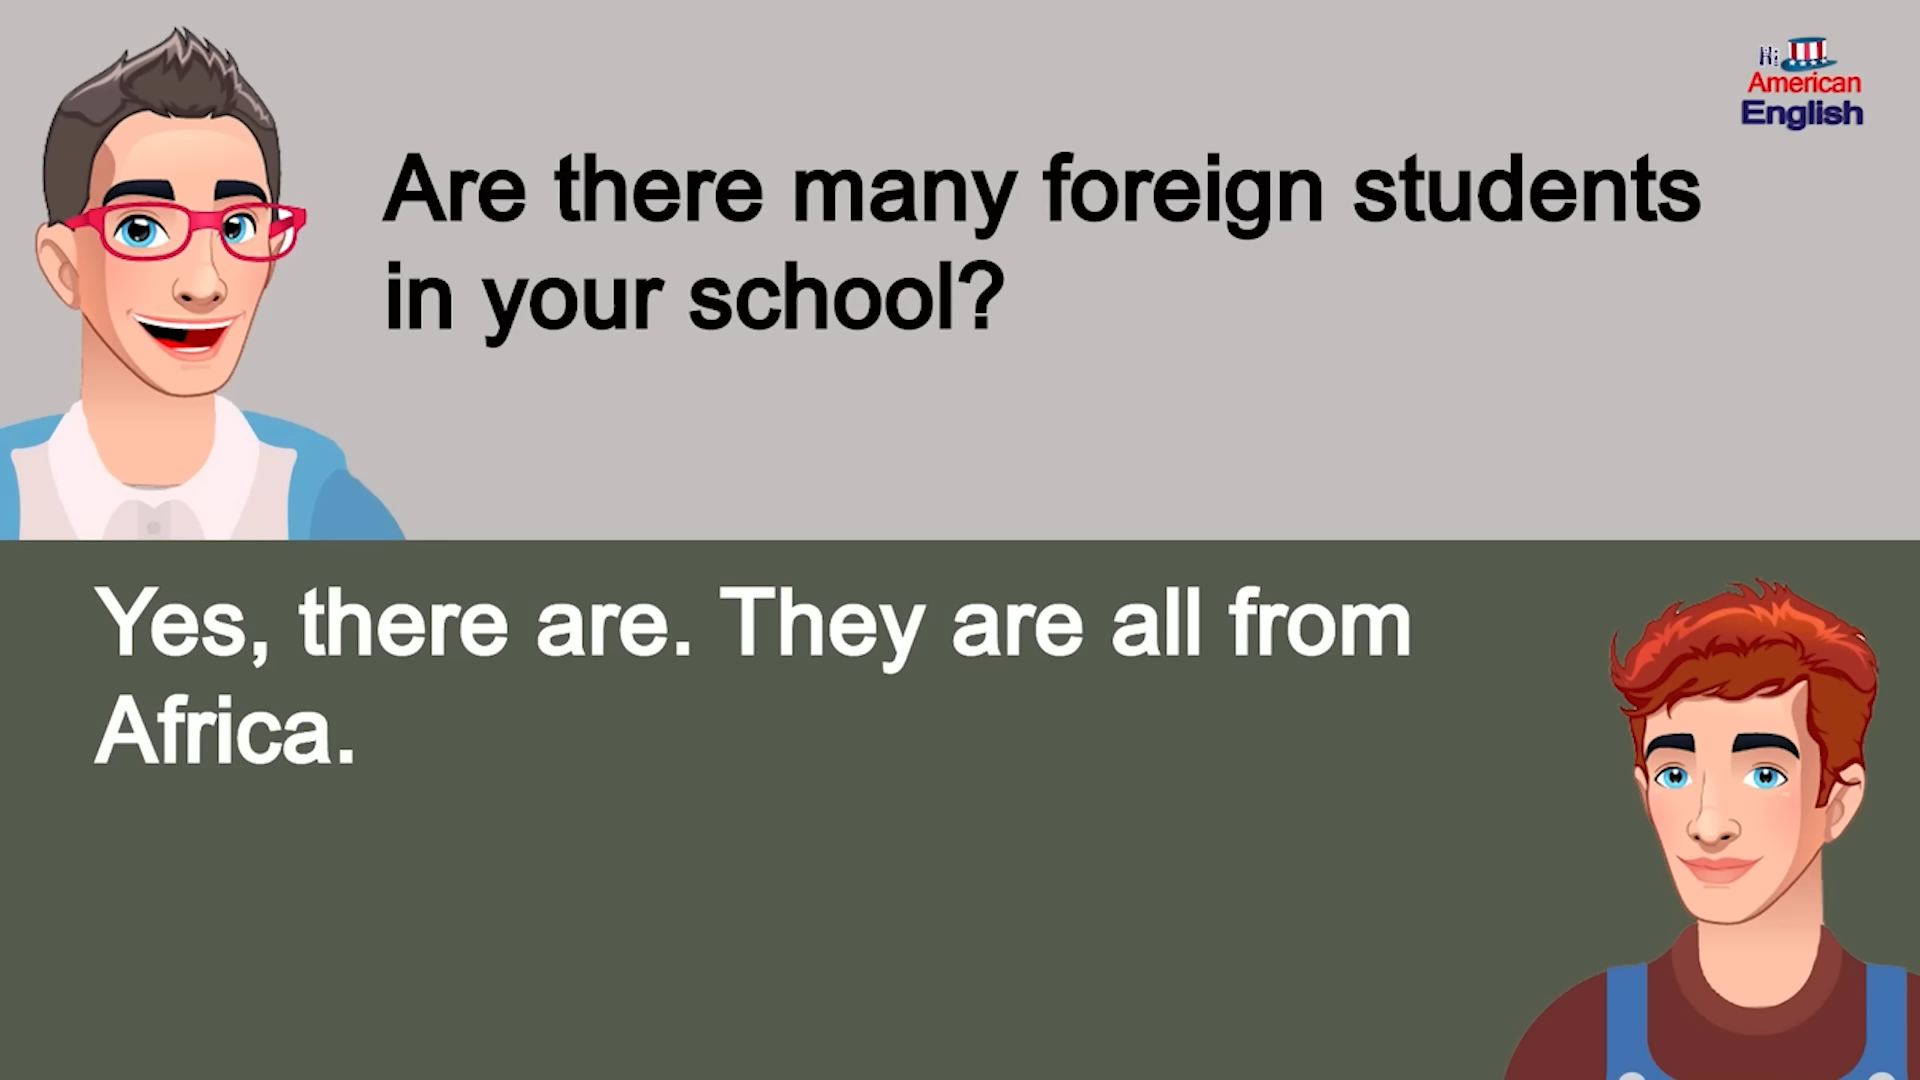 Hi
American
English
Are there many foreign students
in your school?
Yes, there are. They are all from
Africa.